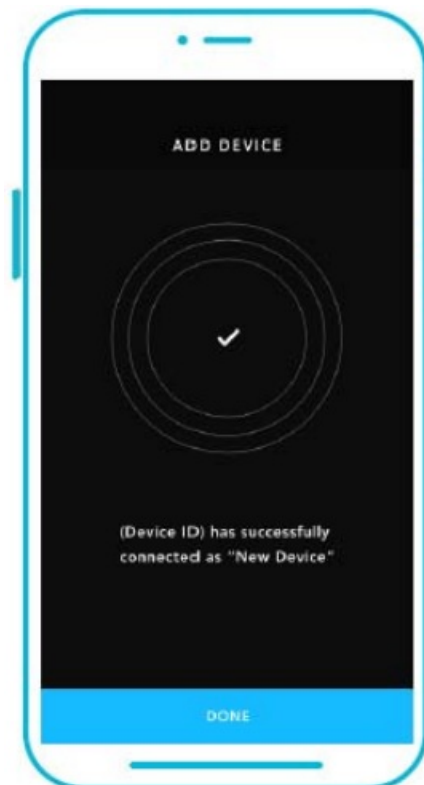 ADD DEVICE
(Device ID) has successfully
connected as "New Device"
DONE